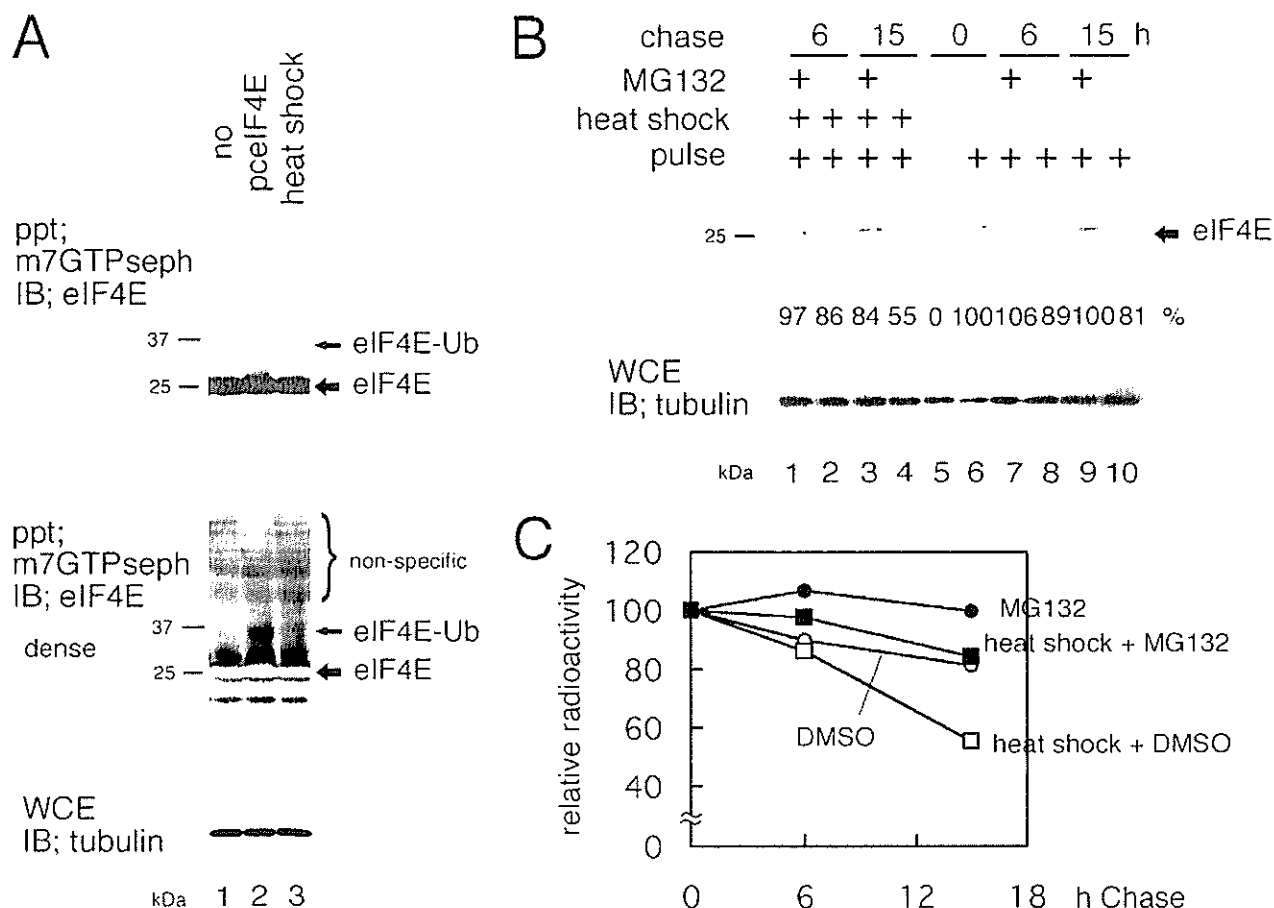 A
no
pceIF4E
heat shock
ppt;
m7GTPseph
IB; eIF4E
37
eIF4E-Ub
25
eIF4E
ppt;
m7GTPseph
IB; eIF4E
dense
non-specific
37
eIF4E-Ub
25
eIF4E
WCE
IB; tubulin
kDa 1 2 3
B
chase 6 15 0 6 15 h
MG132 + + + +
heat shock + + + +
pulse + + + + + + + + +
25
eIF4E
97 86 84 55 0 100 106 89 100 81 %
WCE
IB; tubulin
kDa 1 2 3 4 5 6 7 8 9 10
C
relative radioactivity
120
100
80
60
40
0
MG132
heat shock + MG132
DMSO
heat shock + DMSO
0 6 12 18 h Chase